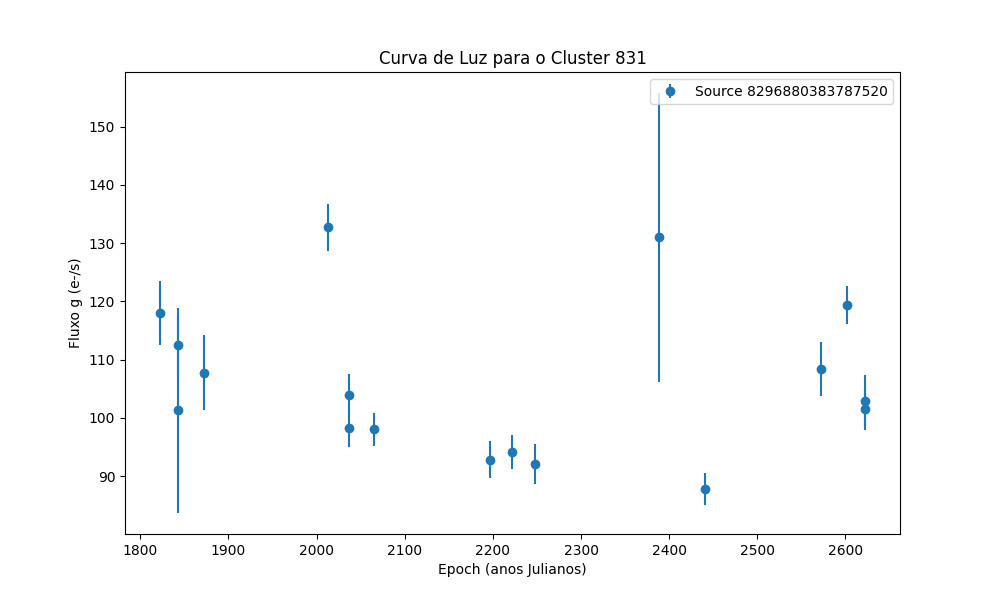 Curva de Luz para o Cluster 831
Source 8296880383787520
150
140
130
120
110
100
90
Fluxo g (e-/s)
1800 1900 2000 2100 2200 2300 2400 2500 2600
Epoch (anos Julianos)